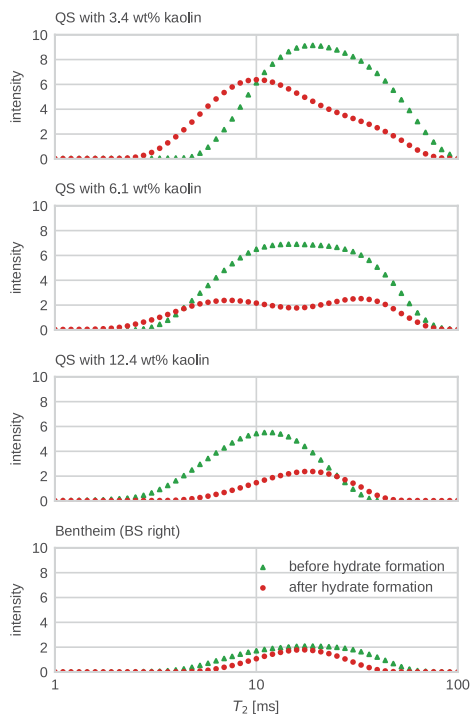 QS with 3.4 wt% kaolin
10
8
6
4
2
0
intensity
QS with 6.1 wt% kaolin
10
8
6
4
2
0
intensity
QS with 12.4 wt% kaolin
10
8
6
4
2
0
intensity
Bentheim (BS right)
10
8
6
4
2
0
intensity
before hydrate formation
after hydrate formation
1 10 100
T₂ [ms]